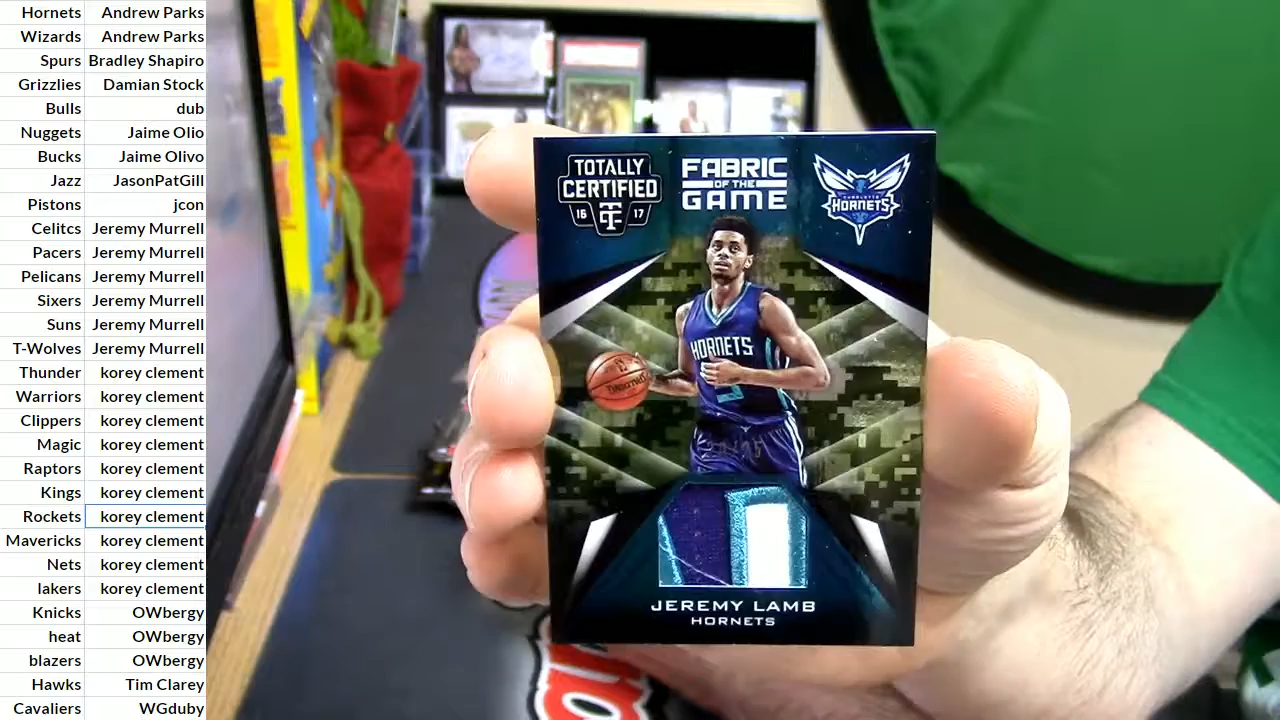 Hornets Andrew Parks
Wizards Andrew Parks
Spurs Bradley Shapiro
Grizzlies Damian Stock
Bulls dub
Nuggets Jaime Olio
Bucks Jaime Olivo
Jazz JasonPatGill
Pistons jcon
Celitcs Jeremy Murrell
Pacers Jeremy Murrell
Pelicans Jeremy Murrell
Sixers Jeremy Murrell
Suns Jeremy Murrell
T-Wolves Jeremy Murrell
Thunder korey clement
Warriors korey clement
Clippers korey clement
Magic korey clement
Raptors korey clement
Kings korey clement
Rockets korey clement
Mavericks korey clement
Nets korey clement
lakers korey clement
Knicks OWbergy
heat OWbergy
blazers OWbergy
Hawks Tim Clarey
Cavaliers WGduby
TOTALLY
CERTIFIED
16 17
FABRIC
OF THE
GAME
CHARLOTTE
HORNETS
SPALDING
HORNETS
3
JEREMY LAMB
HORNETS